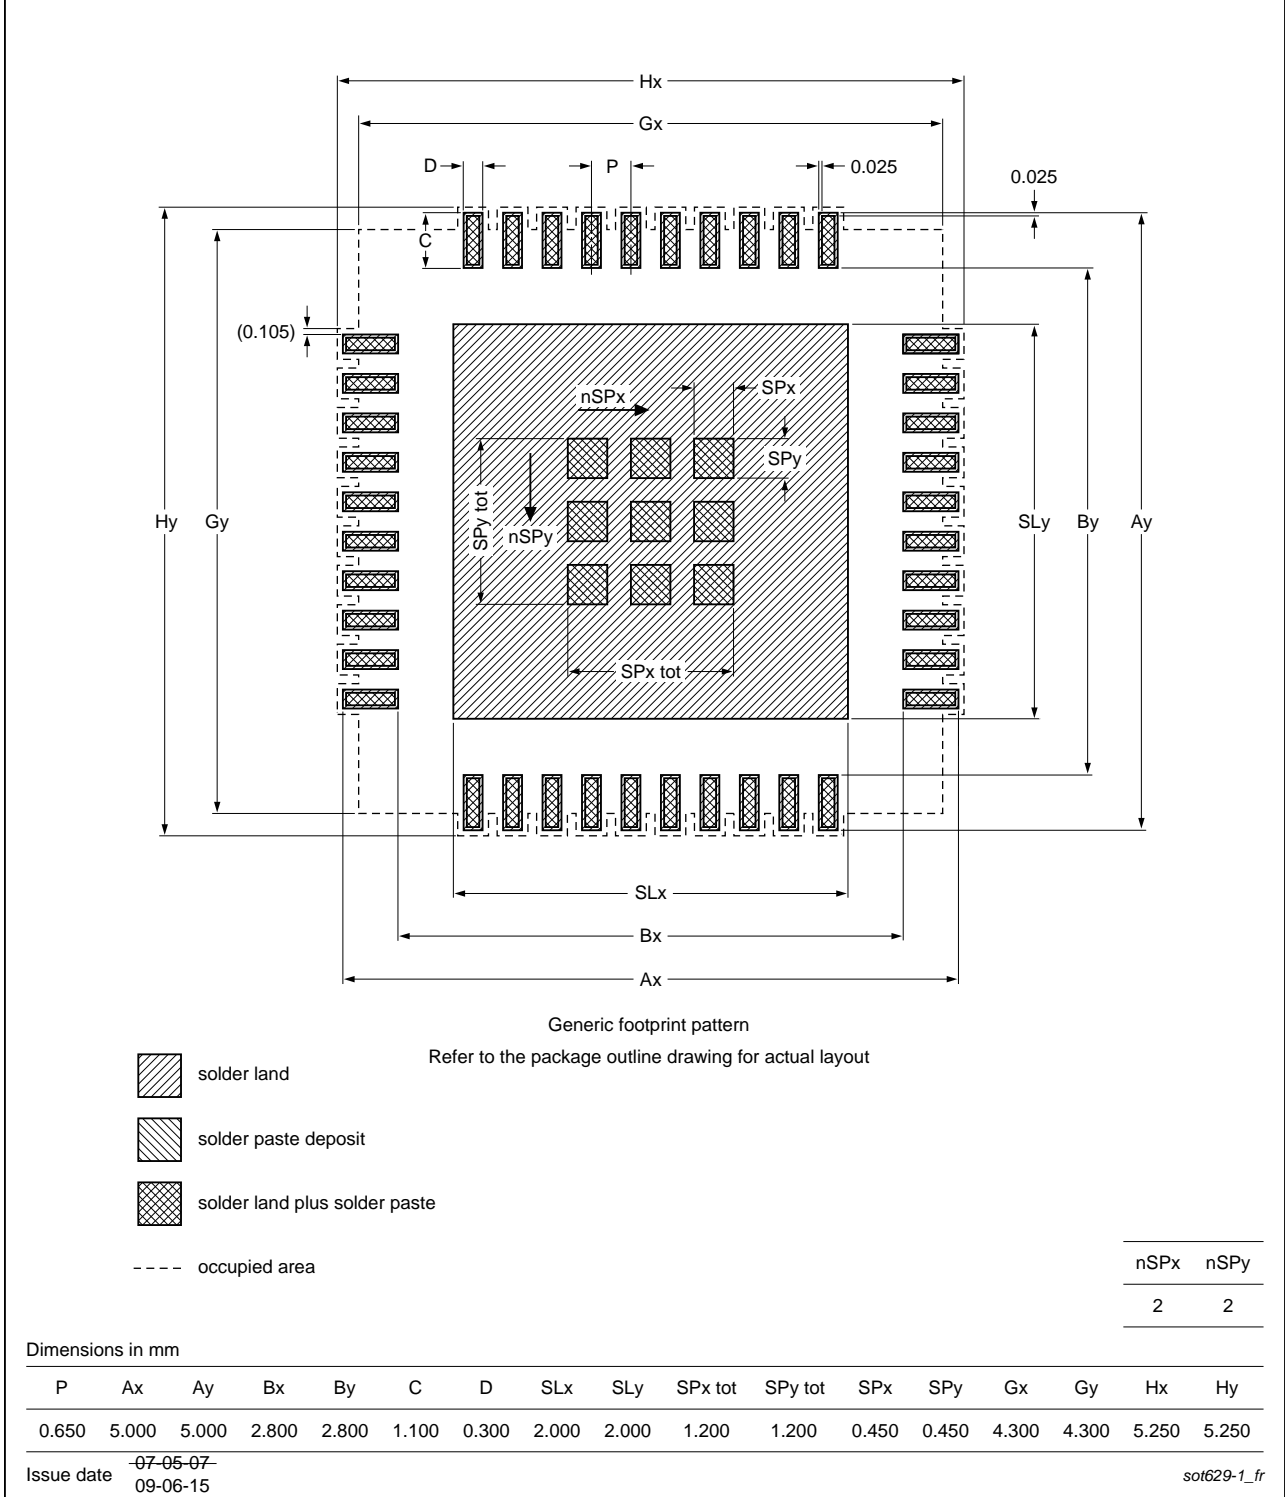 Hx
Gx
D
P
0.025
0.025
C
(0.105)
SPx
nSPx
SPy
SPy tot
nSPy
Hy
Gy
SLy
By
Ay
SPx tot
SLx
Bx
Ax
Generic footprint pattern
Refer to the package outline drawing for actual layout
solder land
solder paste deposit
solder land plus solder paste
occupied area
nSPx nSPy
2 2
Dimensions in mm
P Ax Ay Bx By C D SLx SLy SPx tot SPy tot SPx SPy Gx Gy Hx Hy
0.650 5.000 5.000 2.800 2.800 1.100 0.300 2.000 2.000 1.200 1.200 0.450 0.450 4.300 4.300 5.250 5.250
Issue date 07-05-07
09-06-15
sot629-1_fr